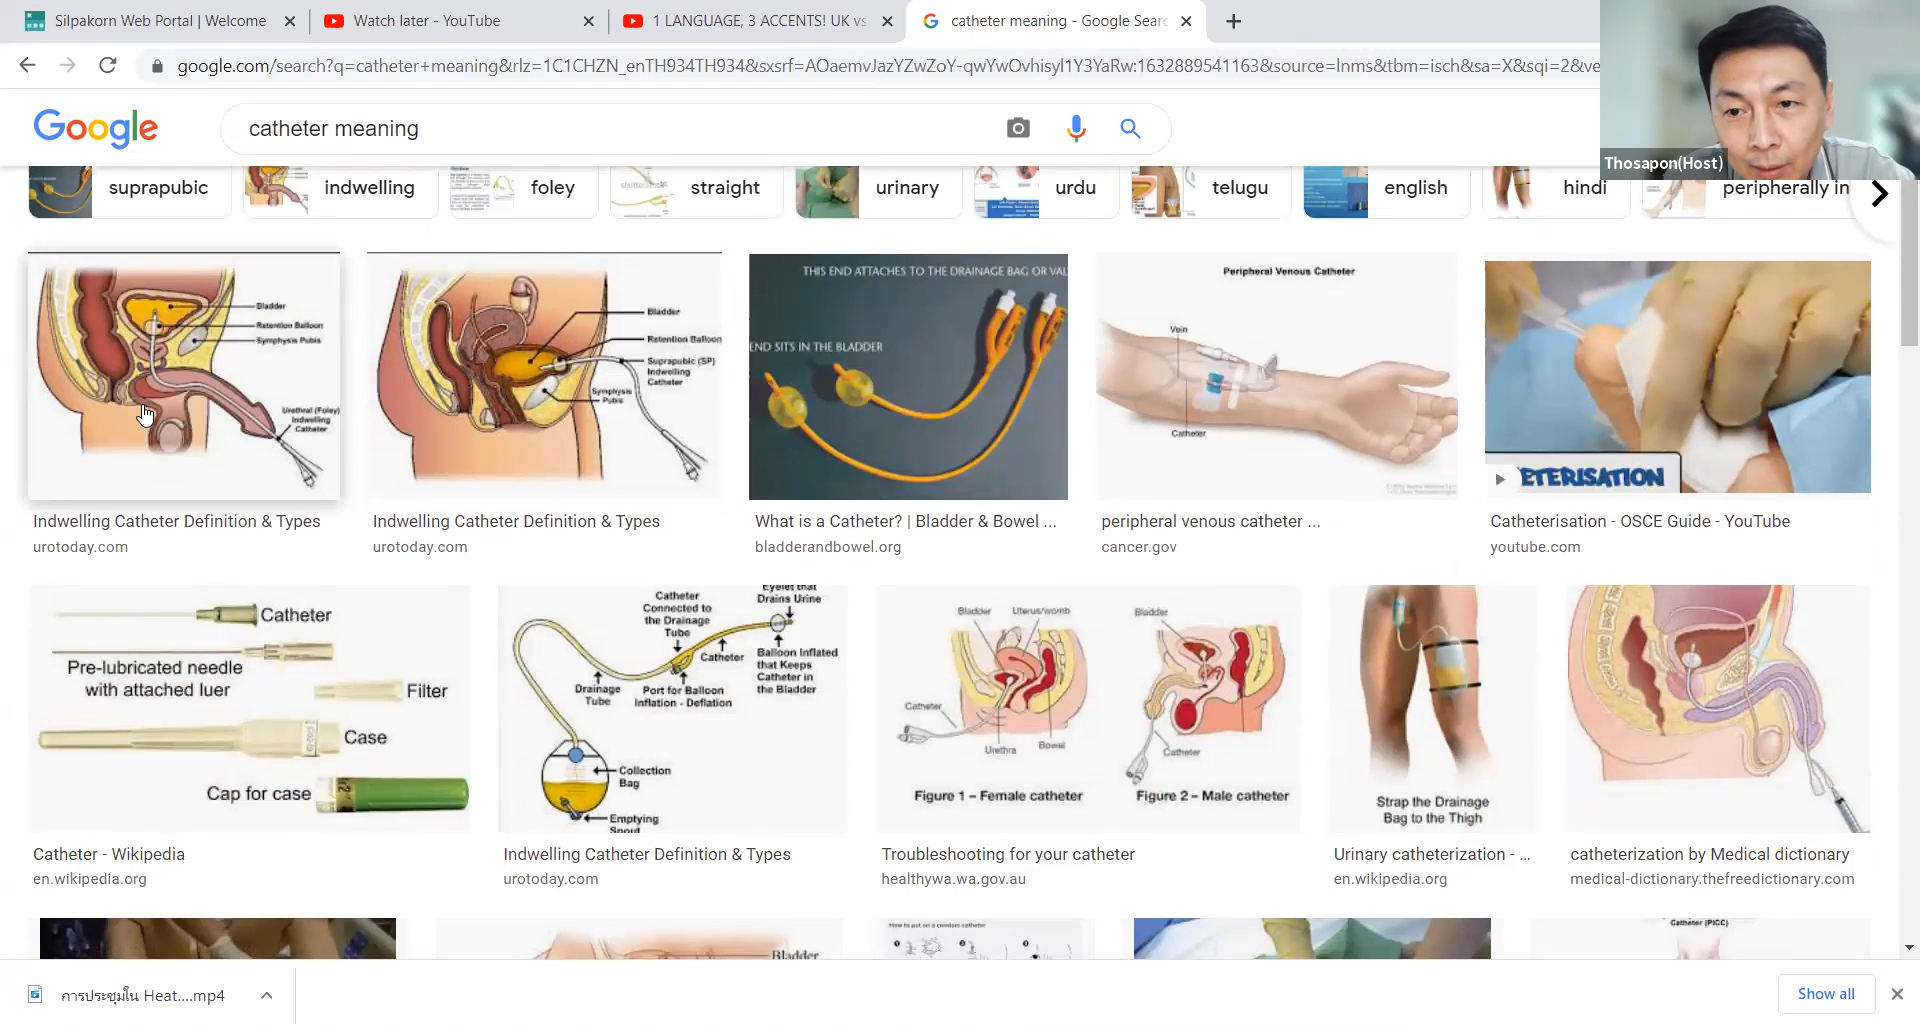 Silpakorn Web Portal | Welcome
Watch later - YouTube
1 LANGUAGE, 3 ACCENTS! UK vs
catheter meaning - Google Searc
google.com/search?q=catheter+meaning&rlz=1C1CHZN_enTH934TH934&sxsrf=AOaemvJazYZwZoY-qwYwOvhisyl1Y3YaRw:1632889541163&source=lnms&tbm=isch&sa=X&sqi=2&ve
Thosapon(Host)
Google
catheter meaning
suprapubic
indwelling
foley
straight
urinary
urdu
telugu
english
hindi
peripherally in
Bladder
Retention Balloon
Symphysis Pubis
Urethral (Foley)
Indwelling
Catheter
Bladder
Retention Balloon
Suprapubic (SP)
Indwelling
Catheter
Symphysis
Pubis
THIS END ATTACHES TO THE DRAINAGE BAG OR VAL
END SITS IN THE BLADDER
Peripheral Venous Catheter
Vein
Catheter
ETERISATION
Indwelling Catheter Definition & Types
urotoday.com
Indwelling Catheter Definition & Types
urotoday.com
What is a Catheter? | Bladder & Bowel ...
bladderandbowel.org
peripheral venous catheter ...
cancer.gov
Catheterisation - OSCE Guide - YouTube
youtube.com
Catheter
Pre-lubricated needle
with attached luer
Filter
Case
Cap for case
Catheter
Connected to
the Drainage
Tube
Eyelet that
Drains Urine
Catheter
Balloon Inflated
that Keeps
Catheter in
the Bladder
Drainage
Tube
Port for Balloon
Inflation - Deflation
Collection
Bag
Emptying
Spout
Bladder
Uterus/womb
Catheter
Urethra
Bowel
Figure 1 – Female catheter
Bladder
Catheter
Figure 2 – Male catheter
Strap the Drainage
Bag to the Thigh
Catheter - Wikipedia
en.wikipedia.org
Indwelling Catheter Definition & Types
urotoday.com
Troubleshooting for your catheter
healthywa.wa.gov.au
Urinary catheterization - ...
en.wikipedia.org
catheterization by Medical dictionary
medical-dictionary.thefreedictionary.com
Bladder
How to put on a condom catheter
Catheter (PICC)
การประชุมใน Heat....mp4
Show all